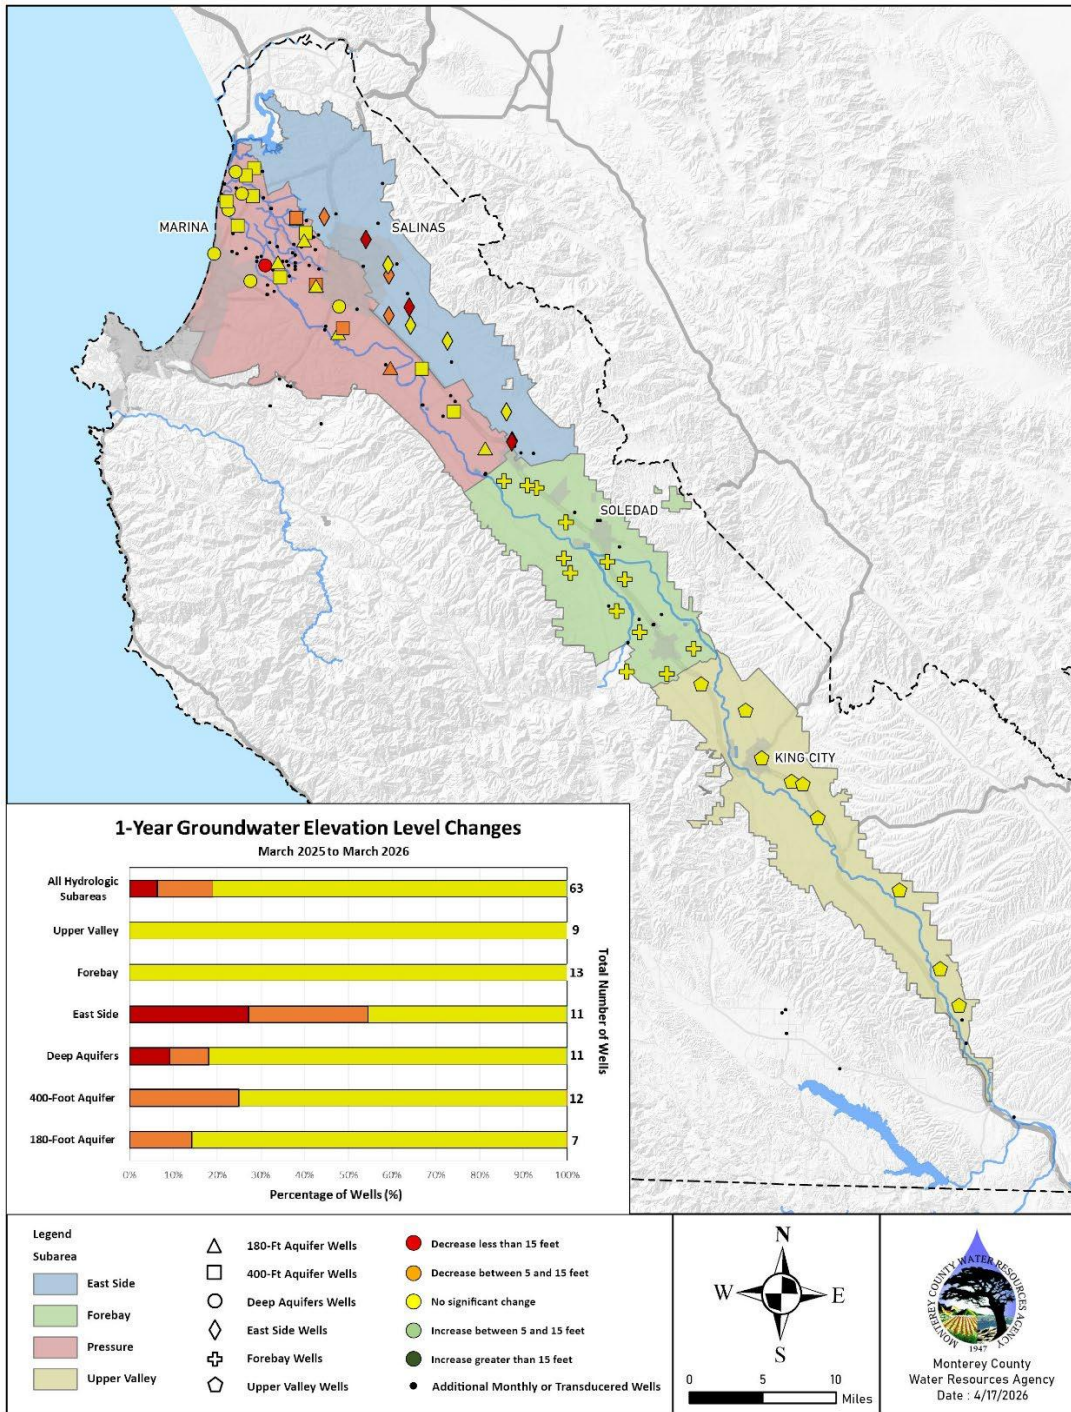 MARINA
SALINAS
SOLEDAD
KING CITY
1-Year Groundwater Elevation Level Changes
March 2025 to March 2026
All Hydrologic
Subareas
63
Upper Valley
9
Forebay
13
East Side
11
Deep Aquifers
11
400-Foot Aquifer
12
180-Foot Aquifer
7
Total Number of Wells
0% 10% 20% 30% 40% 50% 60% 70% 80% 90% 100%
Percentage of Wells (%)
Legend
Subarea
East Side
Forebay
Pressure
Upper Valley
180-Ft Aquifer Wells
400-Ft Aquifer Wells
Deep Aquifers Wells
East Side Wells
Forebay Wells
Upper Valley Wells
Decrease less than 15 feet
Decrease between 5 and 15 feet
No significant change
Increase between 5 and 15 feet
Increase greater than 15 feet
Additional Monthly or Transducered Wells
N
W E
S
0 5 10
Miles
MONTEREY COUNTY WATER RESOURCES AGENCY
1947
Monterey County
Water Resources Agency
Date : 4/17/2026